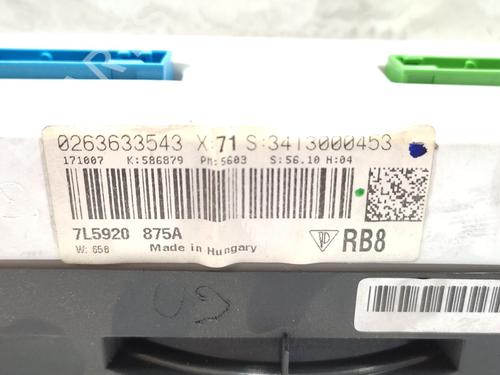 0263633543 X:71 S:3413000453
171007 K:586879 PM:5603 S:56.10 H:04
7L5920 875A
W: 658 Made in Hungary
RB8